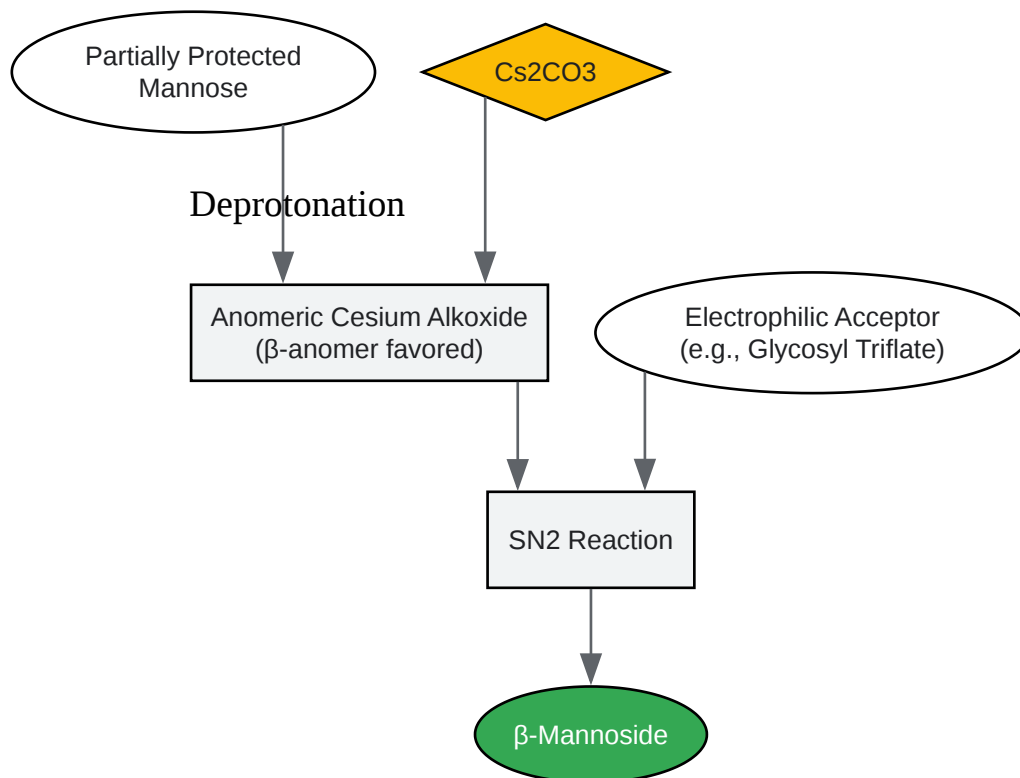 Partially Protected
Mannose
Cs2CO3
Deprotonation
Anomeric Cesium Alkoxide
(β-anomer favored)
Electrophilic Acceptor
(e.g., Glycosyl Triflate)
SN2 Reaction
β-Mannoside